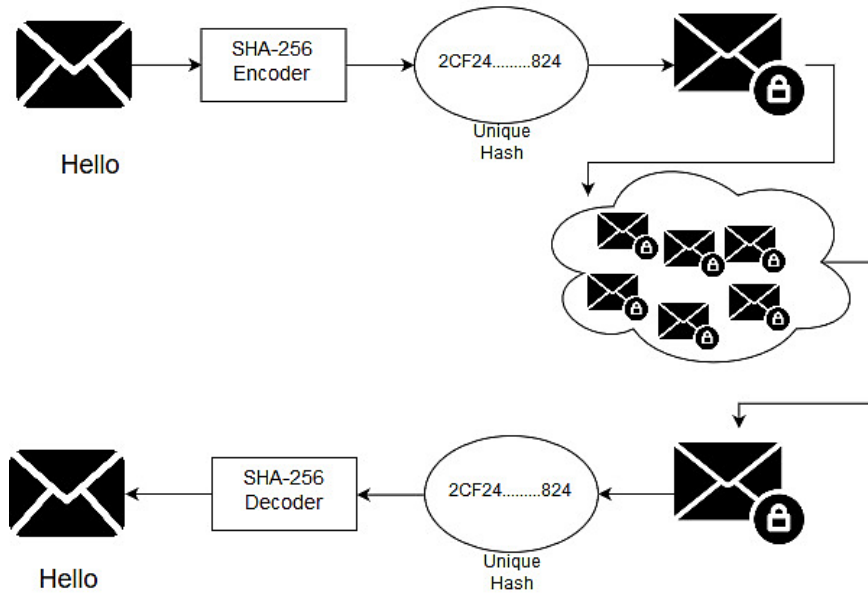 SHA-256
Encoder
2CF24.........824
Unique
Hash
Hello
2CF24.........824
SHA-256
Decoder
Unique
Hash
Hello